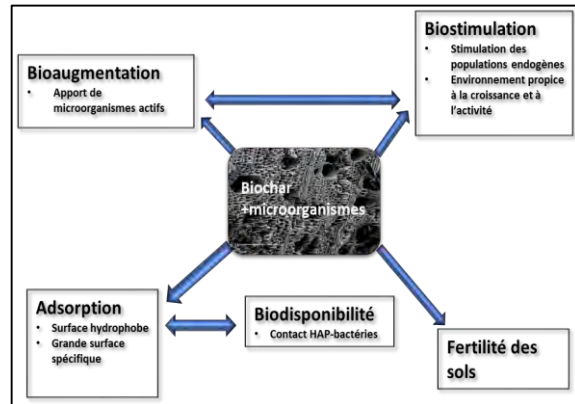 Bioaugmentation
• Apport de
microorganismes actifs
Biostimulation
• Stimulation des
populations endogènes
• Environnement propice
à la croissance et à
l'activité
Biochar
+microorganismes
Adsorption
• Surface hydrophobe
• Grande surface
spécifique
Biodisponibilité
• Contact HAP-bactéries
Fertilité des
sols